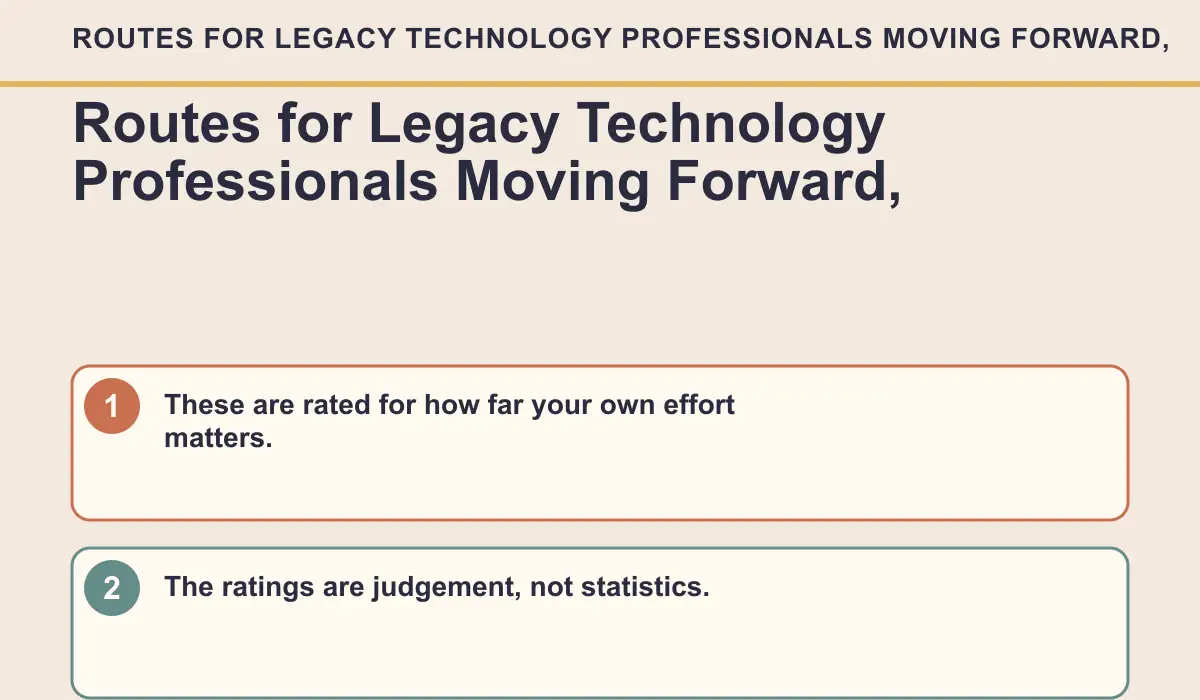 ROUTES FOR LEGACY TECHNOLOGY PROFESSIONALS MOVING FORWARD,
Routes for Legacy Technology
Professionals Moving Forward,
1
These are rated for how far your own effort
matters.
2
The ratings are judgement, not statistics.